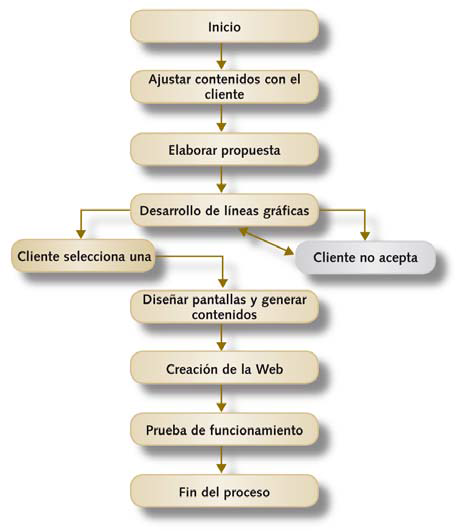 Inicio
Ajustar contenidos con el
cliente
Elaborar propuesta
Desarrollo de líneas gráficas
Cliente selecciona una
Cliente no acepta
Diseñar pantallas y generar
contenidos
Creación de la Web
Prueba de funcionamiento
Fin del proceso